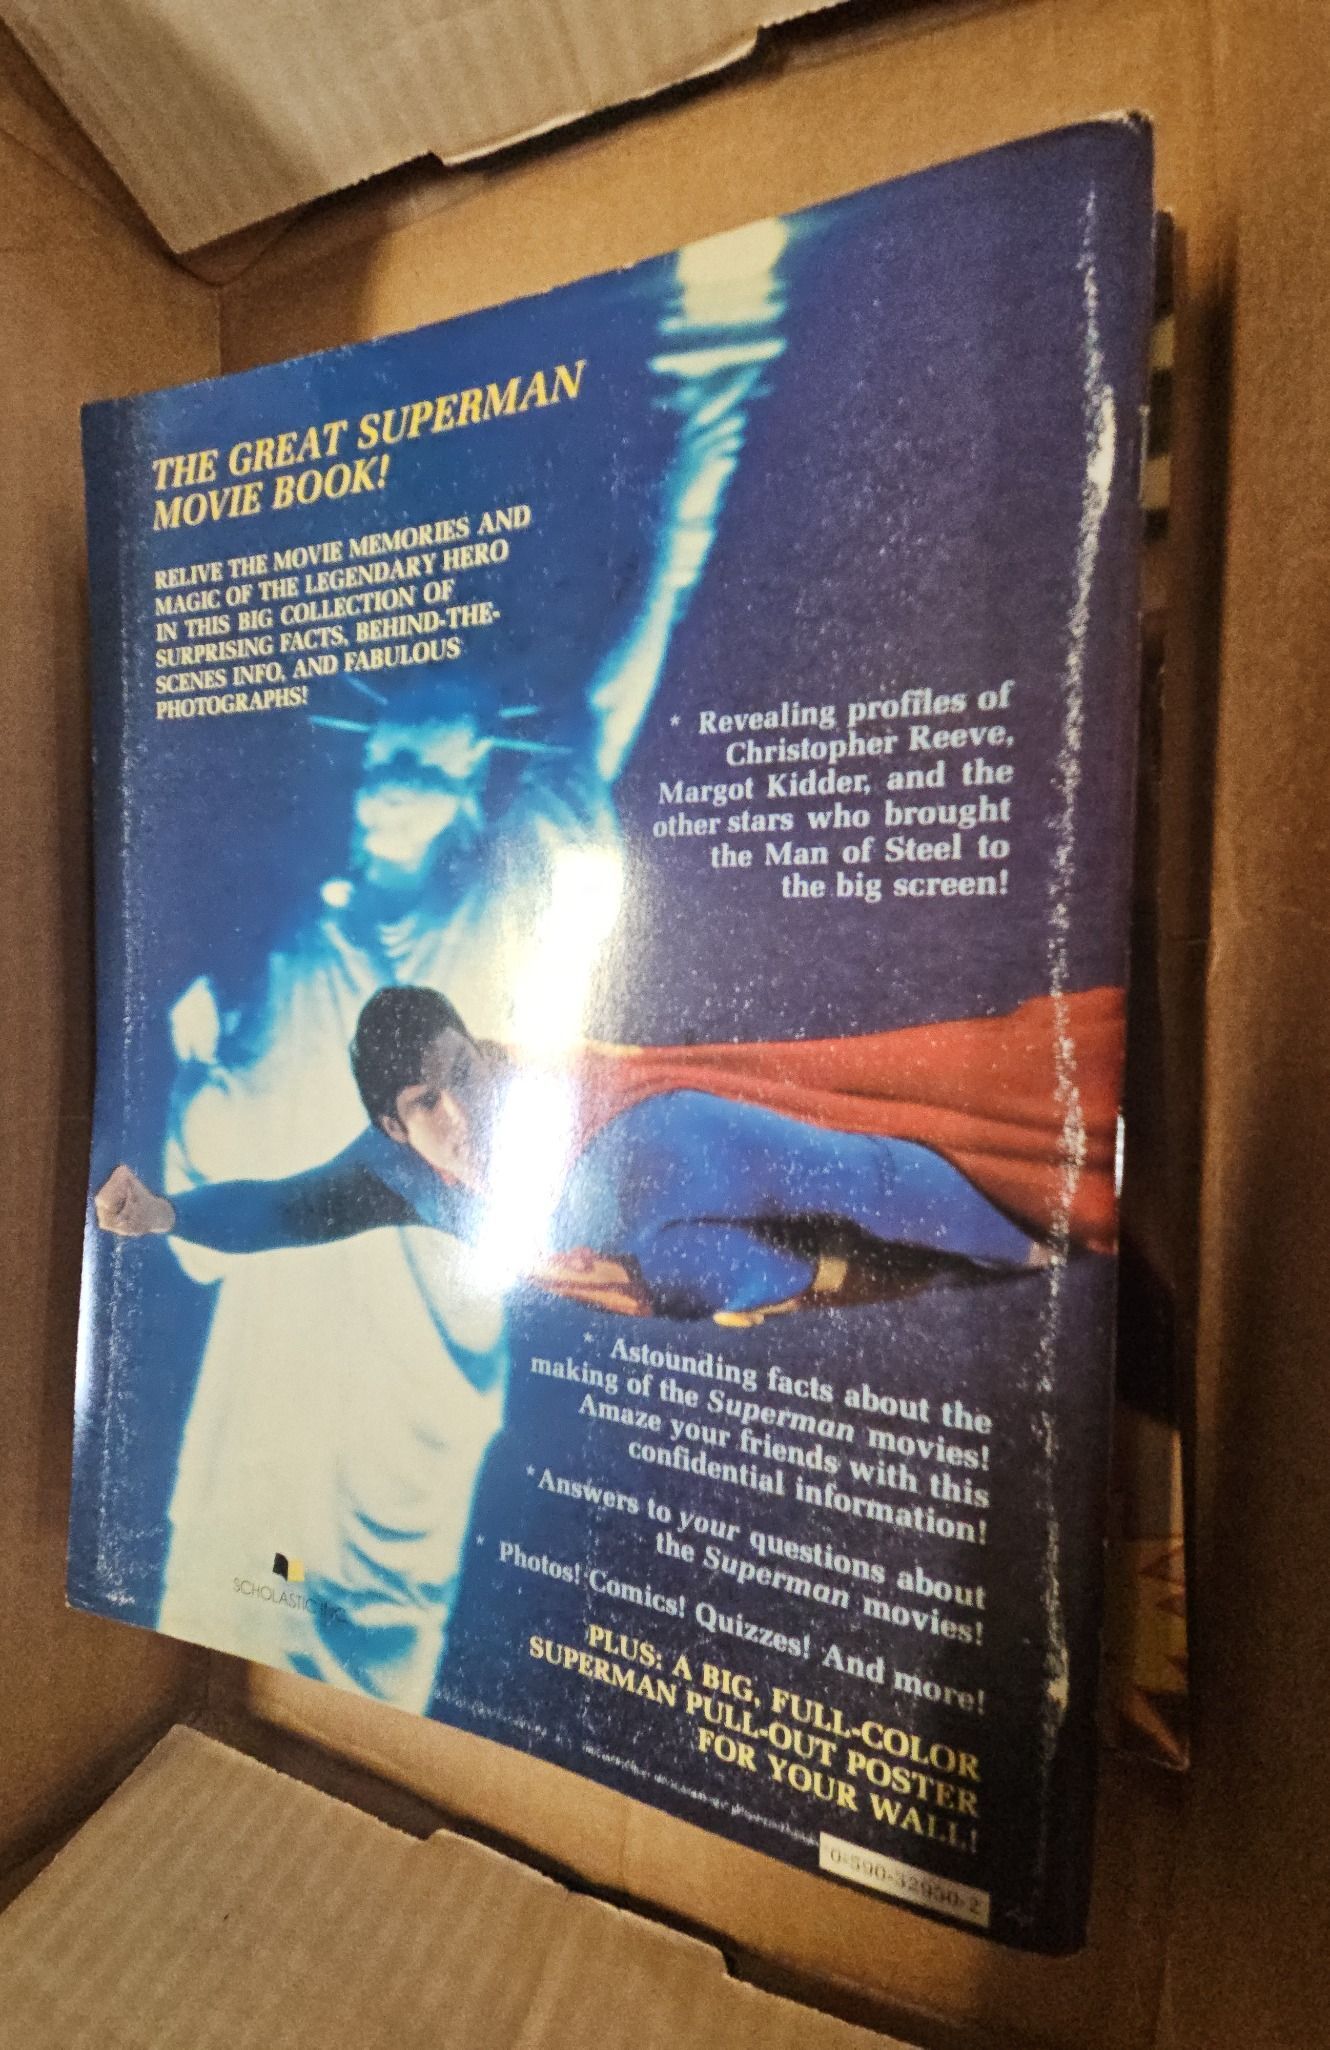 THE GREAT SUPERMAN
MOVIE BOOK!
RELIVE THE MOVIE MEMORIES AND
MAGIC OF THE LEGENDARY HERO
IN THIS BIG COLLECTION OF
SURPRISING FACTS, BEHIND-THE-
SCENES INFO, AND FABULOUS
PHOTOGRAPHS!
* Revealing profiles of
Christopher Reeve,
Margot Kidder, and the
other stars who brought
the Man of Steel to
the big screen!
* Astounding facts about the
making of the Superman movies!
Amaze your friends with this
confidential information!
*Answers to your questions about
the Superman movies!
* Photos! Comics! Quizzes! And more!
PLUS: A BIG, FULL-COLOR
SUPERMAN PULL-OUT POSTER
FOR YOUR WALL!
SCHOLASTIC INC.
0-590-32950-2